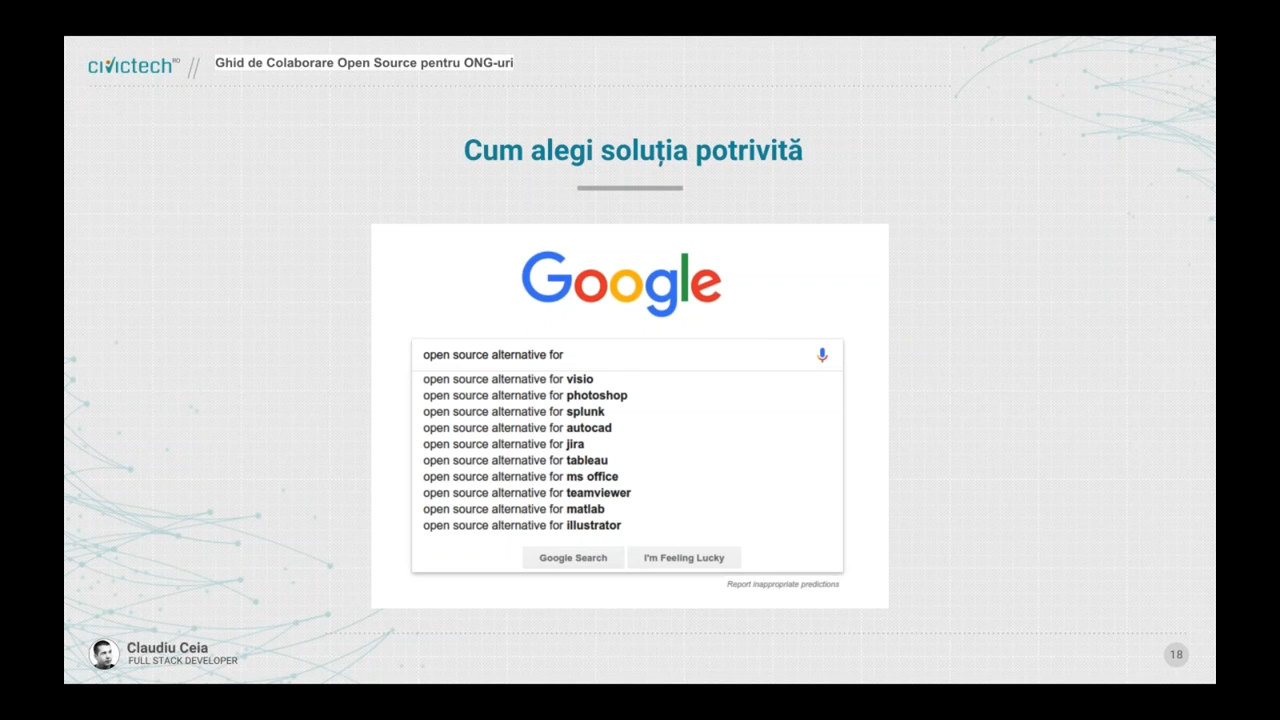 civictech RO // Ghid de Colaborare Open Source pentru ONG-uri
Cum alegi soluția potrivită
Google
open source alternative for
open source alternative for visio
open source alternative for photoshop
open source alternative for splunk
open source alternative for autocad
open source alternative for jira
open source alternative for tableau
open source alternative for ms office
open source alternative for teamviewer
open source alternative for matlab
open source alternative for illustrator
Google Search I'm Feeling Lucky
Report inappropriate predictions
Claudiu Ceia
FULL STACK DEVELOPER
18